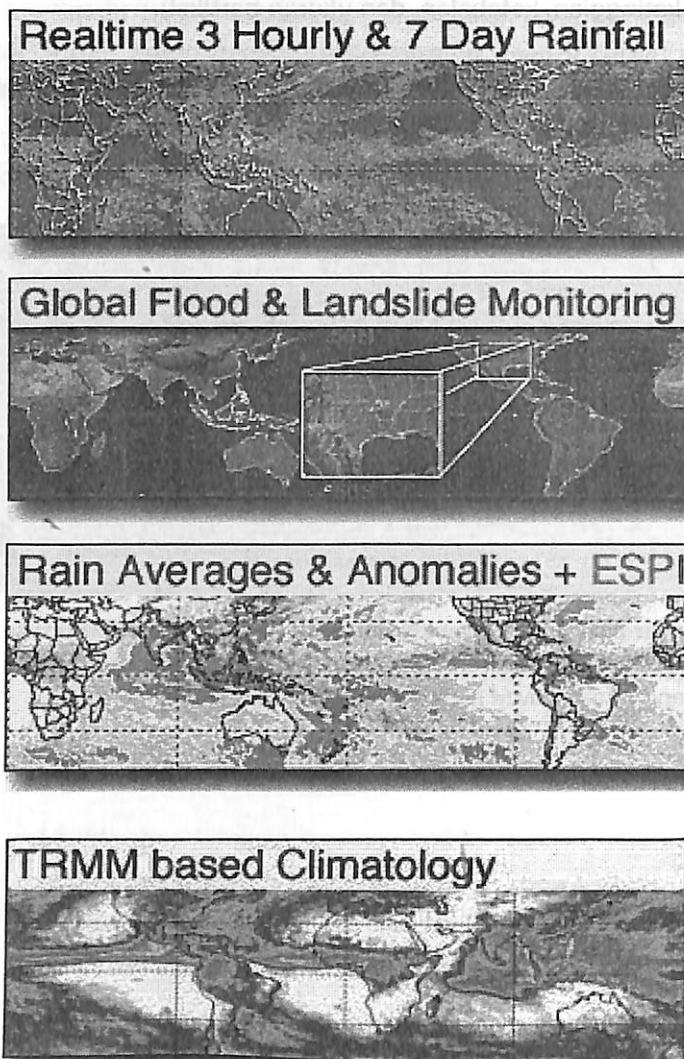 Realtime 3 Hourly & 7 Day Rainfall
Global Flood & Landslide Monitoring
Rain Averages & Anomalies + ESPI
TRMM based Climatology